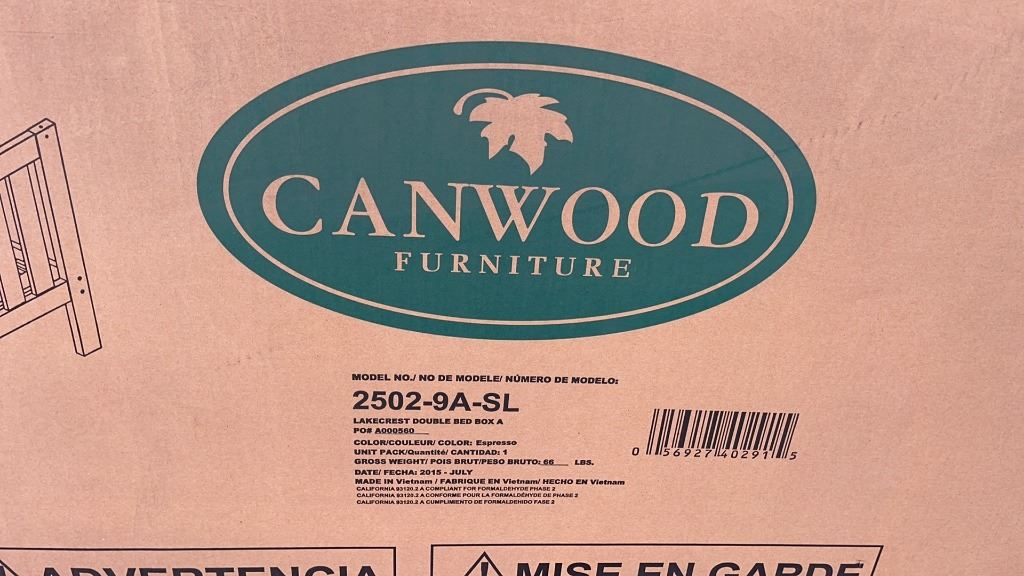 CANWOOD
FURNITURE
MODEL NO./ NO DE MODELE/ NÚMERO DE MODELO:
2502-9A-SL
LAKECREST DOUBLE BED BOX A
PO# A000560
COLOR/COULEUR/ COLOR: Espresso
UNIT PACK/Quantité/ CANTIDAD: 1
GROSS WEIGHT/ POIS BRUT/PESO BRUTO: 66 LBS.
DATE/ FECHA: 2015 - JULY
MADE IN Vietnam / FABRIQUE EN Vietnam/ HECHO EN Vietnam
CALIFORNIA 93120.2 A COMPLIANT FOR FORMALDEHYDE PHASE 2
CALIFORNIA 93120.2 A CONFORME POUR LA FORMALDÉHYDE DE PHASE 2
CALIFORNIA 93120.2 A CUMPLIMIENTO DE FORMALDEHIDO FASE 2
0 56927 40291 5
ADVERTENCIA
MISE EN GARDE